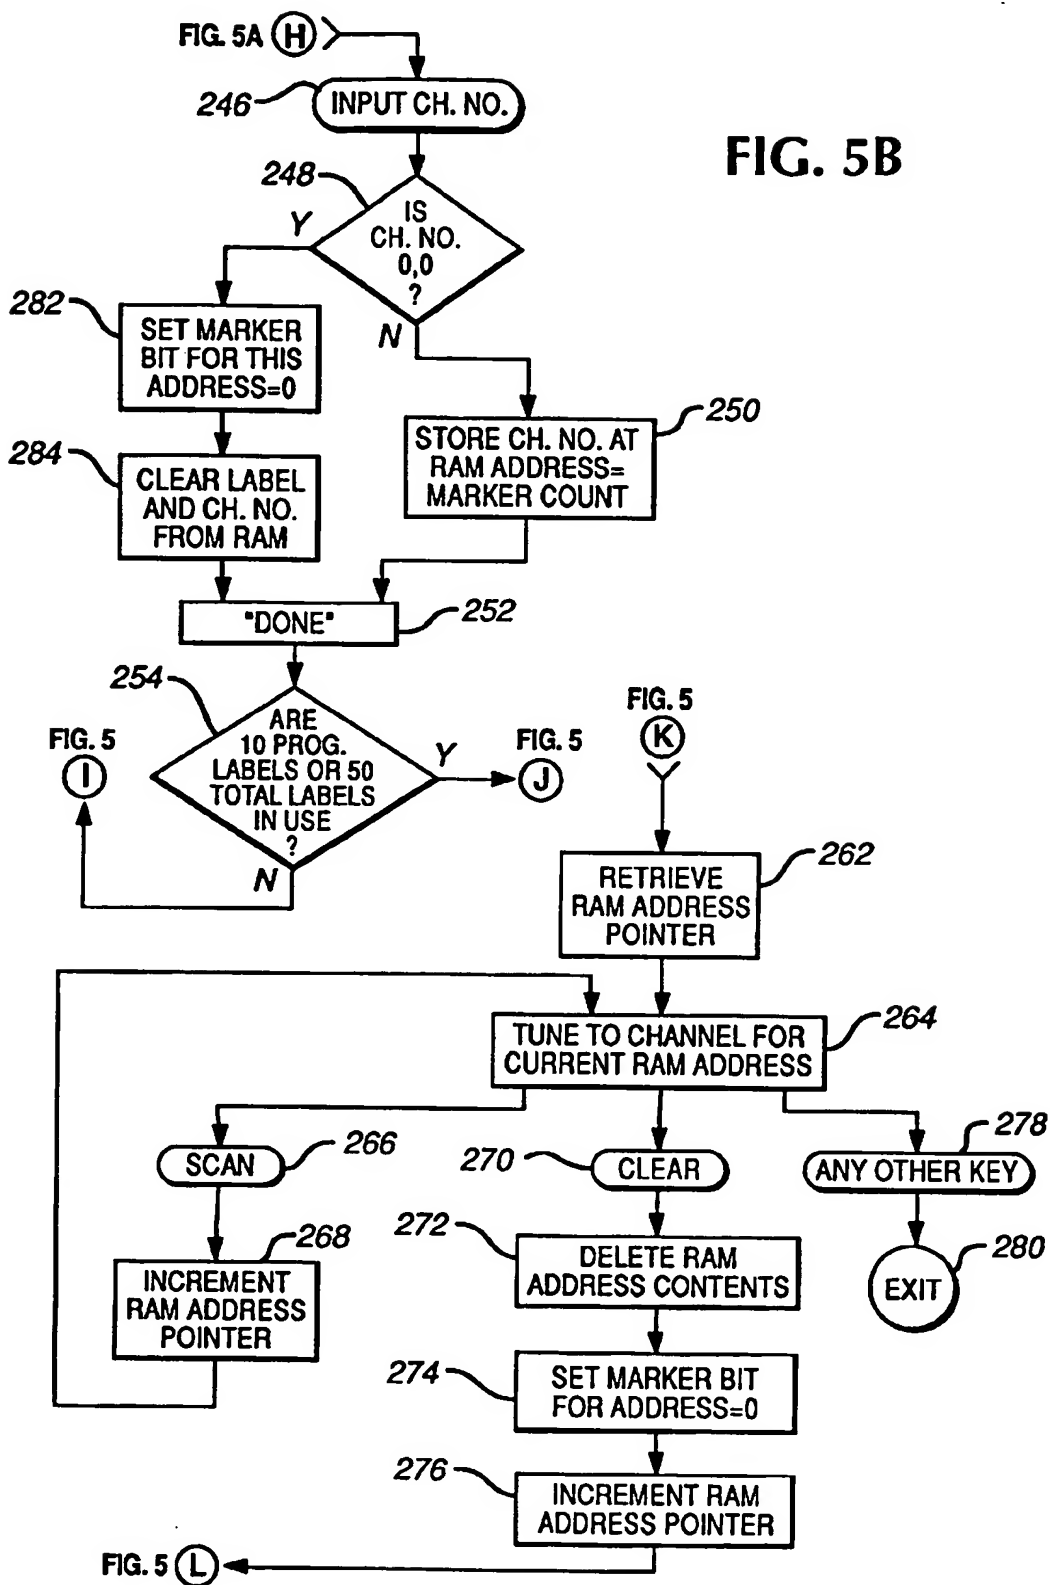 FIG. 5A H
246
INPUT CH. NO.
FIG. 5B
248
IS
CH. NO.
0,0
?
Y
N
282
SET MARKER
BIT FOR THIS
ADDRESS=0
250
STORE CH. NO. AT
RAM ADDRESS=
MARKER COUNT
284
CLEAR LABEL
AND CH. NO.
FROM RAM
"DONE"
252
254
ARE
10 PROG.
LABELS OR 50
TOTAL LABELS
IN USE
?
Y
N
FIG. 5
I
FIG. 5
J
FIG. 5
K
262
RETRIEVE
RAM ADDRESS
POINTER
264
TUNE TO CHANNEL FOR
CURRENT RAM ADDRESS
SCAN
266
268
INCREMENT
RAM ADDRESS
POINTER
270
CLEAR
272
DELETE RAM
ADDRESS CONTENTS
274
SET MARKER BIT
FOR ADDRESS=0
276
INCREMENT RAM
ADDRESS POINTER
278
ANY OTHER KEY
280
EXIT
FIG. 5 L